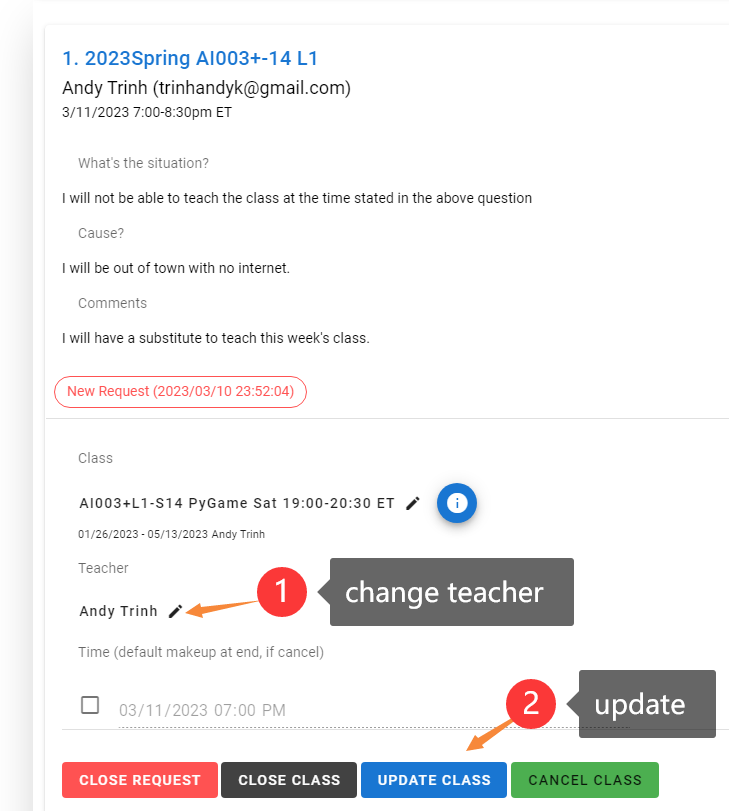 1. 2023Spring AI003+-14 L1
Andy Trinh (trinhandyk@gmail.com)
3/11/2023 7:00-8:30pm ET
What's the situation?
I will not be able to teach the class at the time stated in the above question
Cause?
I will be out of town with no internet.
Comments
I will have a substitute to teach this week's class.
New Request (2023/03/10 23:52:04)
Class
AI003+L1-S14 PyGame Sat 19:00-20:30 ET
01/26/2023 - 05/13/2023 Andy Trinh
Teacher
1 change teacher
Andy Trinh
Time (default makeup at end, if cancel)
2 update
03/11/2023 07:00 PM
CLOSE REQUEST CLOSE CLASS UPDATE CLASS CANCEL CLASS